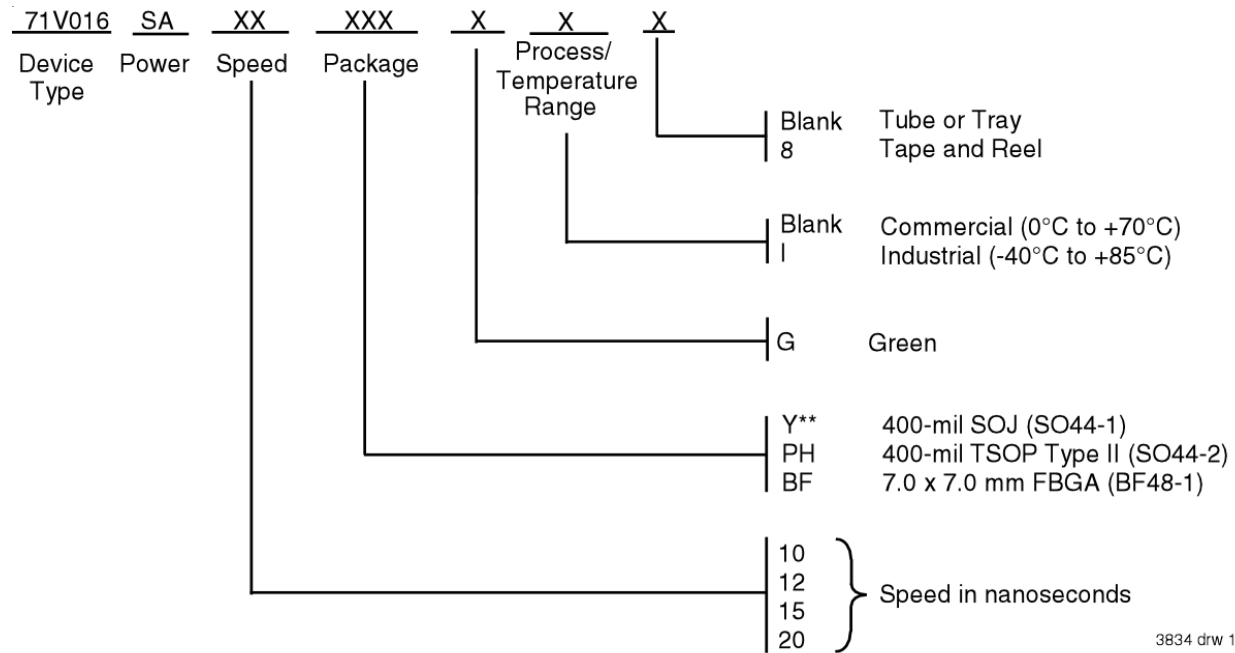 71V016 SA XX XXX X X X
Device Type
Power
Speed
Package
Process/
Temperature
Range
Blank Tube or Tray
8 Tape and Reel
Blank Commercial (0°C to +70°C)
I Industrial (-40°C to +85°C)
G Green
Y** 400-mil SOJ (SO44-1)
PH 400-mil TSOP Type II (SO44-2)
BF 7.0 x 7.0 mm FBGA (BF48-1)
10
12
15
20
Speed in nanoseconds
3834 drw 1